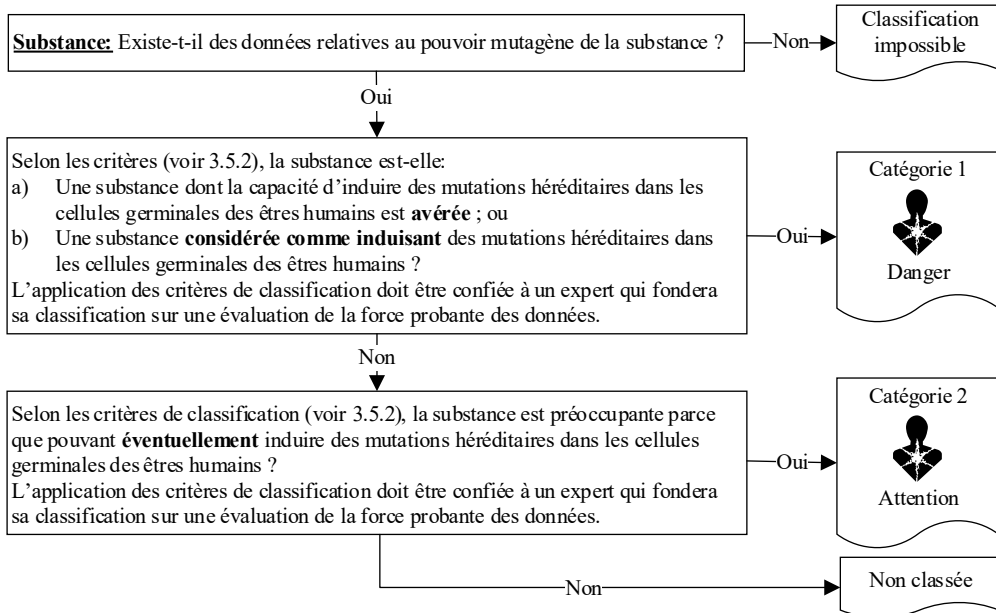 Substance: Existe-t-il des données relatives au pouvoir mutagène de la substance ?
Non
Classification
impossible
Oui
Selon les critères (voir 3.5.2), la substance est-elle:
a) Une substance dont la capacité d'induire des mutations héréditaires dans les
cellules germinales des êtres humains est avérée ; ou
b) Une substance considérée comme induisant des mutations héréditaires dans
les cellules germinales des êtres humains ?
L'application des critères de classification doit être confiée à un expert qui fondera
sa classification sur une évaluation de la force probante des données.
Oui
Catégorie 1
Danger
Non
Selon les critères de classification (voir 3.5.2), la substance est préoccupante parce
que pouvant éventuellement induire des mutations héréditaires dans les cellules
germinales des êtres humains ?
L'application des critères de classification doit être confiée à un expert qui fondera
sa classification sur une évaluation de la force probante des données.
Oui
Catégorie 2
Attention
Non
Non classée